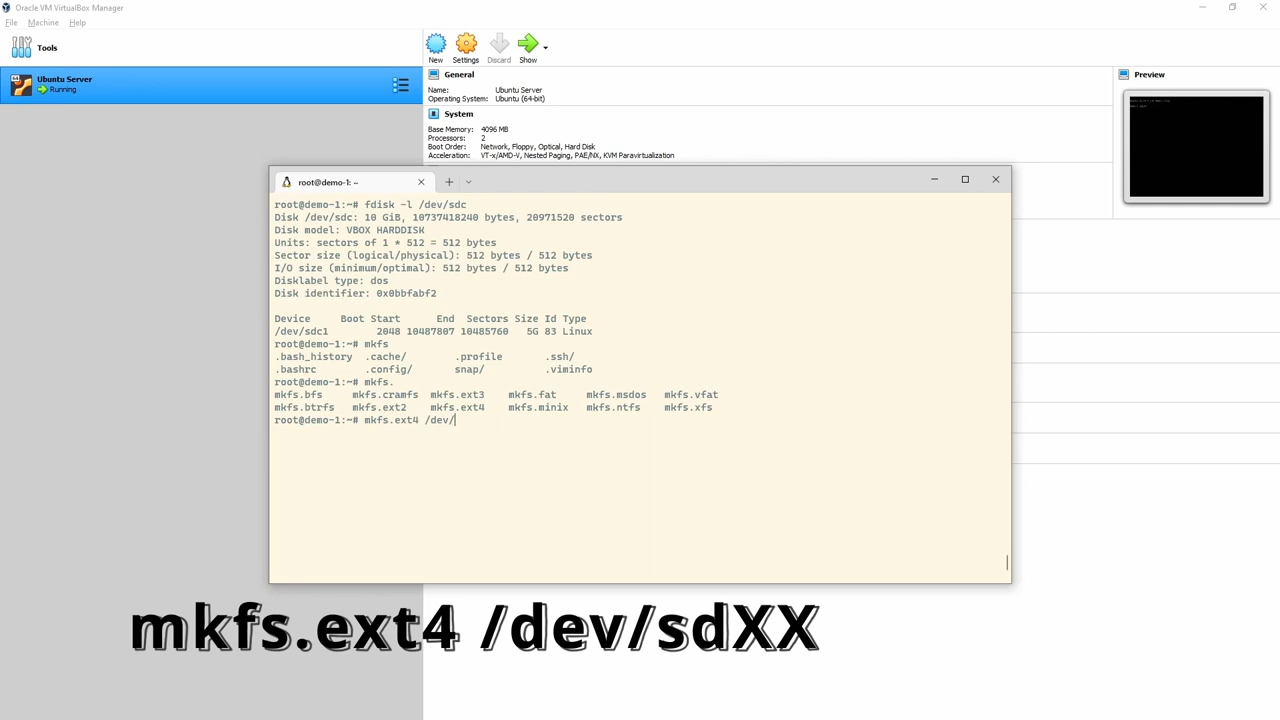 Oracle VM VirtualBox Manager
File Machine Help
Tools
New Settings Discard Show
Ubuntu Server
Running
General
Name: Ubuntu Server
Operating System: Ubuntu (64-bit)
System
Base Memory: 4096 MB
Processors: 2
Boot Order: Network, Floppy, Optical, Hard Disk
Acceleration: VT-x/AMD-V, Nested Paging, PAE/NX, KVM Paravirtualization
Preview
root@demo-1: ~
root@demo-1:~# fdisk -l /dev/sdc
Disk /dev/sdc: 10 GiB, 10737418240 bytes, 20971520 sectors
Disk model: VBOX HARDDISK
Units: sectors of 1 * 512 = 512 bytes
Sector size (logical/physical): 512 bytes / 512 bytes
I/O size (minimum/optimal): 512 bytes / 512 bytes
Disklabel type: dos
Disk identifier: 0x0bbfabf2
Device Boot Start End Sectors Size Id Type
/dev/sdc1 2048 10487807 10485760 5G 83 Linux
root@demo-1:~# mkfs
.bash_history .cache/ .profile .ssh/
.bashrc .config/ snap/ .viminfo
root@demo-1:~# mkfs.
mkfs.bfs mkfs.cramfs mkfs.ext3 mkfs.fat mkfs.msdos mkfs.vfat
mkfs.btrfs mkfs.ext2 mkfs.ext4 mkfs.minix mkfs.ntfs mkfs.xfs
root@demo-1:~# mkfs.ext4 /dev/
mkfs.ext4 /dev/sdXX